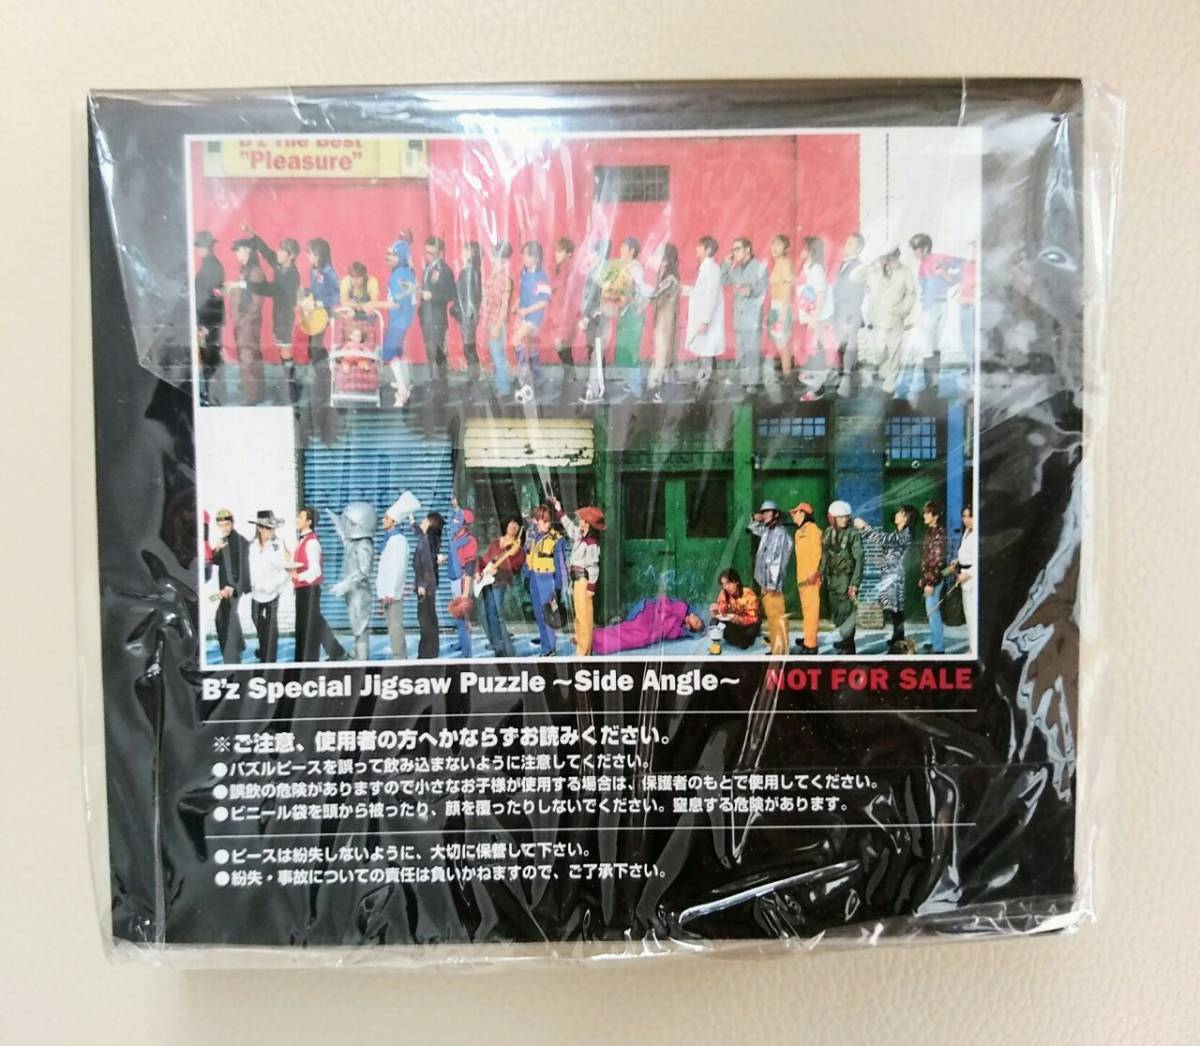 B'z The Best
"Pleasure"
B'z Special Jigsaw Puzzle ~Side Angle~ NOT FOR SALE
※ご注意、使用者の方へかならずお読みください。
●パズルピースを誤って飲み込まないように注意してください。
●誤飲の危険がありますので小さなお子様が使用する場合は、保護者のもとで使用してください。
●ビニール袋を頭から被ったり、顔を覆ったりしないでください。窒息する危険があります。
●ピースは紛失しないように、大切に保管して下さい。
●紛失・事故についての責任は負いかねますので、ご了承下さい。